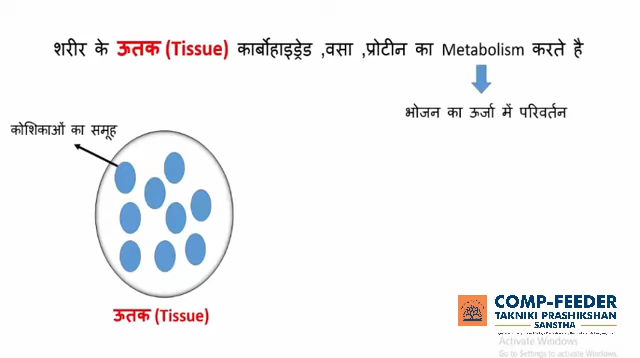 शरीर के ऊतक (Tissue) कार्बोहाइड्रेड ,वसा ,प्रोटीन का Metabolism करते है
भोजन का ऊर्जा में परिवर्तन
कोशिकाओं का समूह
ऊतक (Tissue)
COMP-FEEDER
TAKNIKI PRASHIKSHAN
SANSTHA
Activate Windows
Go to Settings to activate Windows.